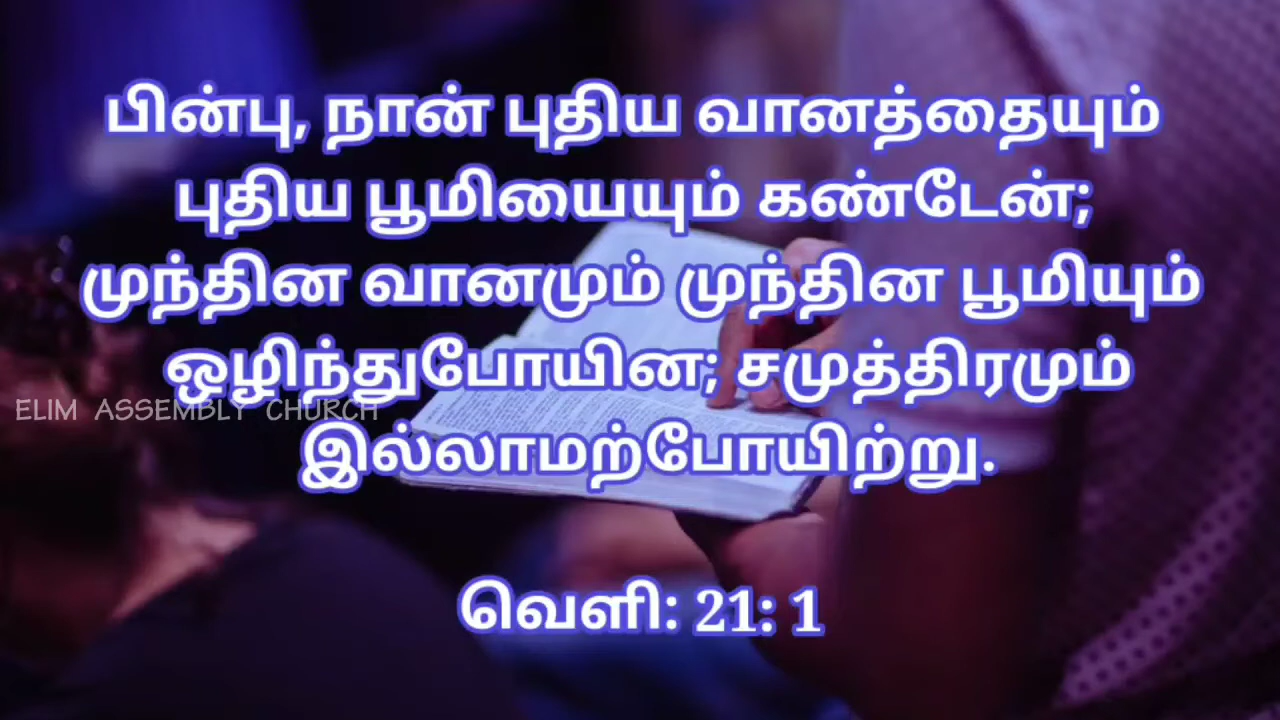 பின்பு, நான் புதிய வானத்தையும்
புதிய பூமியையும் கண்டேன்;
முந்தின வானமும் முந்தின பூமியும்
ஒழிந்துபோயின; சமுத்திரமும்
ELIM ASSEMBLY CHURCH
இல்லாமற்போயிற்று.
வெளி: 21: 1